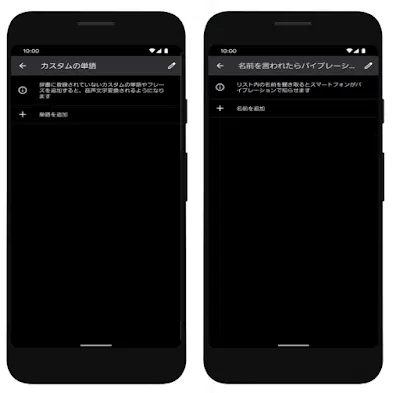 10:00
カスタムの単語
辞書に登録されていないカスタムの単語やフレー
ズを追加すると、音声文字変換されるようになり
ます
単語を追加
10:00
名前を言われたらバイブレーシ...
リスト内の名前を聞き取るとスマートフォンがバ
イブレーションで知らせます
名前を追加